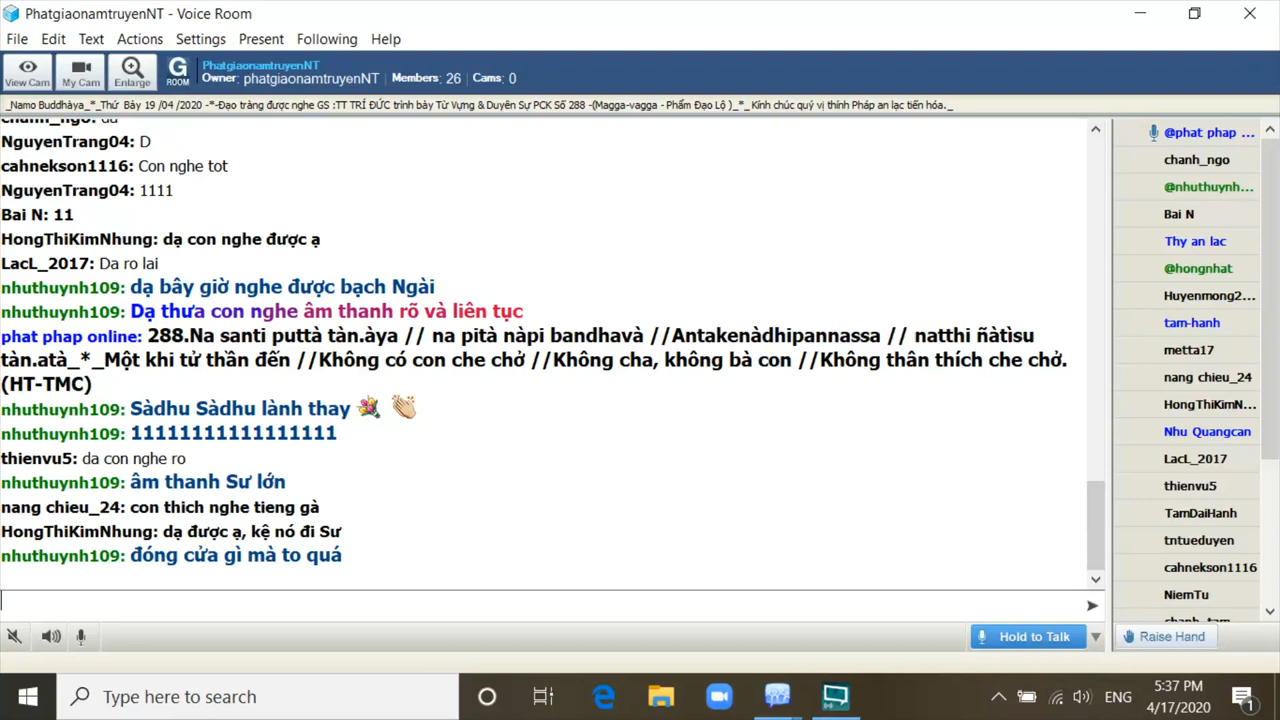 PhatgiaonamtruyenNT - Voice Room
File Edit Text Actions Settings Present Following Help
View Cam My Cam Enlarge G ROOM PhatgiaonamtruyenNT
Owner: phatgiaonamtruyenNT Members: 26 Cams: 0
_Namo Buddhàya_*_Thứ Bảy 19 /04 /2020 -*-Đạo tràng được nghe GS :TT TRÍ ĐỨC trình bày Từ Vựng & Duyên Sự PCK Số 288 -(Magga-vagga - Phẩm Đạo Lộ )_*_ Kính chúc quý vị thính Pháp an lạc tiến hóa._
chanh_ngo: da
NguyenTrang04: D
cahnekson1116: Con nghe tot
NguyenTrang04: 1111
Bai N: 11
HongThiKimNhung: dạ con nghe được ạ
LacL_2017: Da ro lai
nhuthuynh109: dạ bây giờ nghe được bạch Ngài
nhuthuynh109: Dạ thưa con nghe âm thanh rõ và liên tục
phat phap online: 288.Na santi puttà tàn.àya // na pità nàpi bandhavà //Antakenàdhipannassa // natthi ñàtìsu
tàn.atà_*_Một khi tử thần đến //Không có con che chở //Không cha, không bà con //Không thân thích che chở.
(HT-TMC)
nhuthuynh109: Sàdhu Sàdhu lành thay
nhuthuynh109: 11111111111111111
thienvu5: da con nghe ro
nhuthuynh109: âm thanh Sư lớn
nang chieu_24: con thich nghe tieng gà
HongThiKimNhung: dạ được ạ, kệ nó đi Sư
nhuthuynh109: đóng cửa gì mà to quá
@phat phap ...
chanh_ngo
@nhuthuynh...
Bai N
Thy an lac
@hongnhat
Huyenmong2...
tam-hanh
metta17
nang chieu_24
HongThiKimN...
Nhu Quangcan
LacL_2017
thienvu5
TamDaiHanh
tntueduyen
cahnekson1116
NiemTu
chanh_tam
Hold to Talk
Raise Hand
Type here to search
ENG
5:37 PM
4/17/2020
1